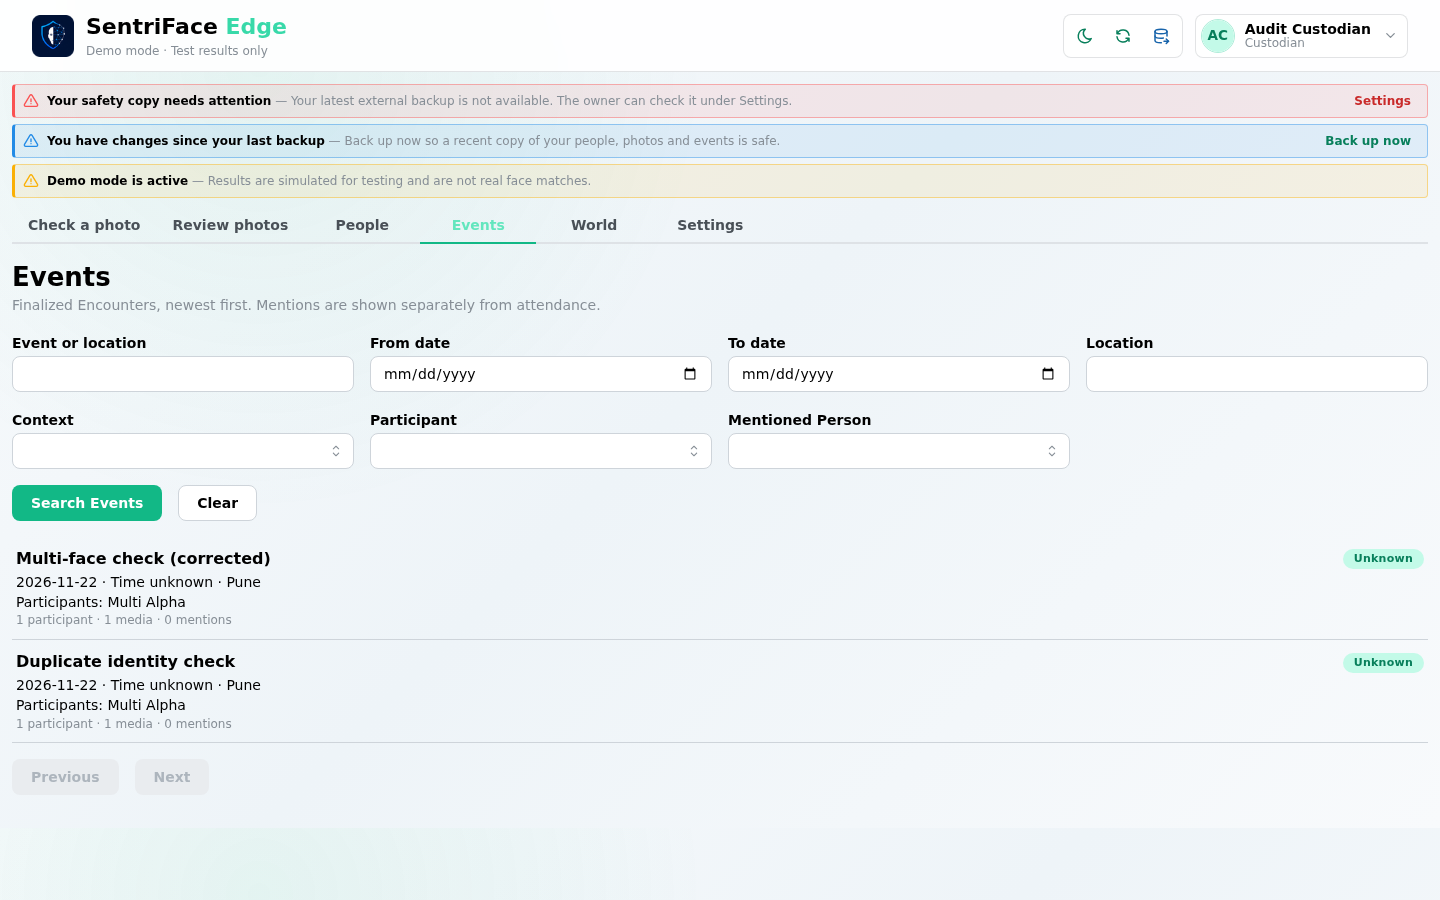 SentriFace Edge
Demo mode · Test results only
AC
Audit Custodian
Custodian
Your safety copy needs attention — Your latest external backup is not available. The owner can check it under Settings.
Settings
You have changes since your last backup — Back up now so a recent copy of your people, photos and events is safe.
Back up now
Demo mode is active — Results are simulated for testing and are not real face matches.
Check a photo
Review photos
People
Events
World
Settings
Events
Finalized Encounters, newest first. Mentions are shown separately from attendance.
Event or location
From date
To date
Location
mm/dd/yyyy
mm/dd/yyyy
Context
Participant
Mentioned Person
Search Events
Clear
Multi-face check (corrected)
Unknown
2026-11-22 · Time unknown · Pune
Participants: Multi Alpha
1 participant · 1 media · 0 mentions
Duplicate identity check
Unknown
2026-11-22 · Time unknown · Pune
Participants: Multi Alpha
1 participant · 1 media · 0 mentions
Previous
Next